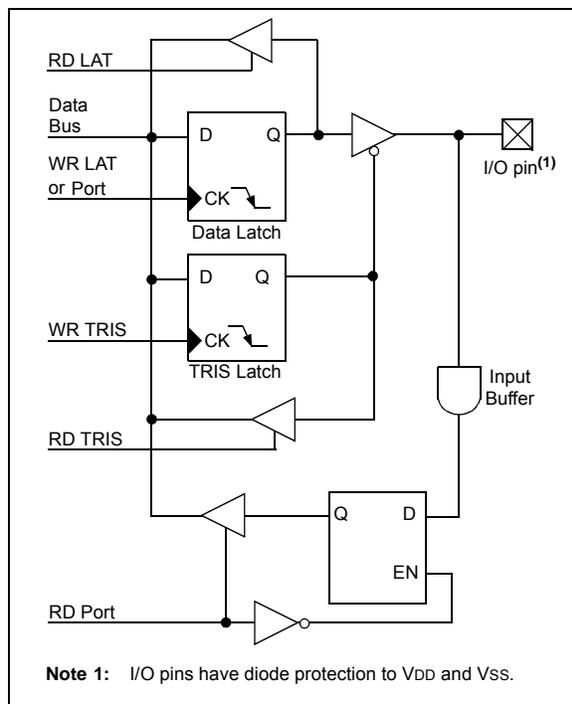 RD LAT
Data
Bus
D Q
WR LAT
or Port
CK
I/O pin(1)
Data Latch
D Q
WR TRIS
CK
TRIS Latch
Input
Buffer
RD TRIS
Q D
EN
RD Port
Note 1: I/O pins have diode protection to VDD and VSS.